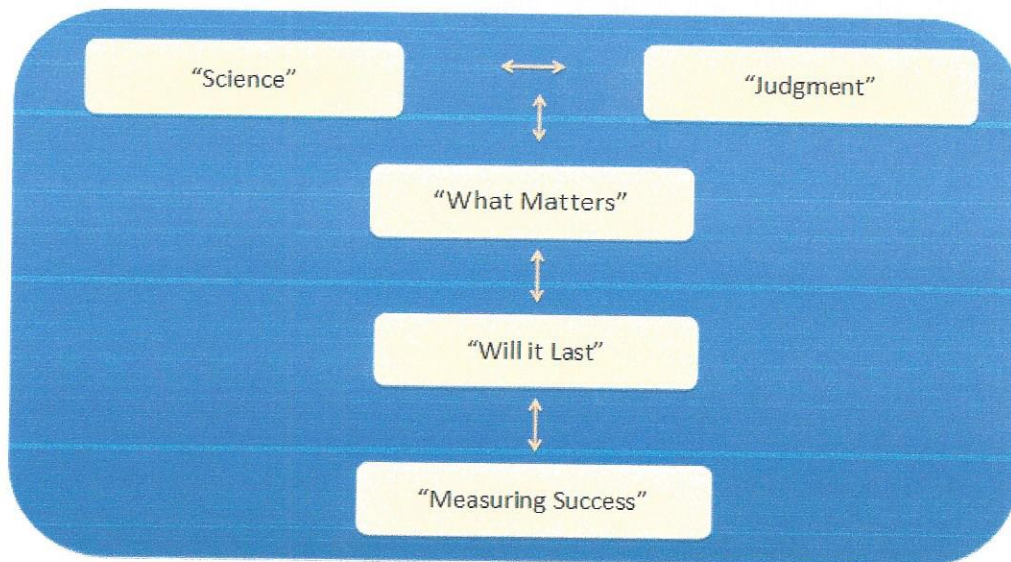 “Science”
“Judgment”
“What Matters”
“Will it Last”
“Measuring Success”